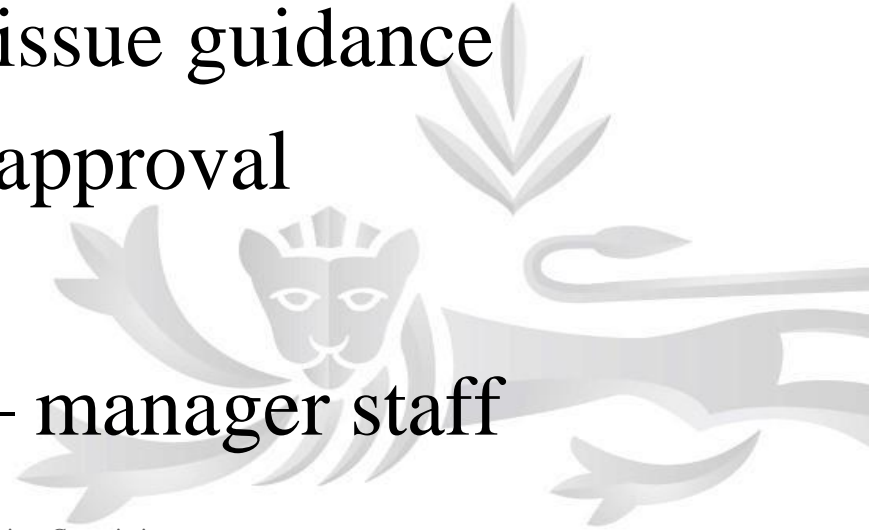 issue guidance
approval
– manager staff